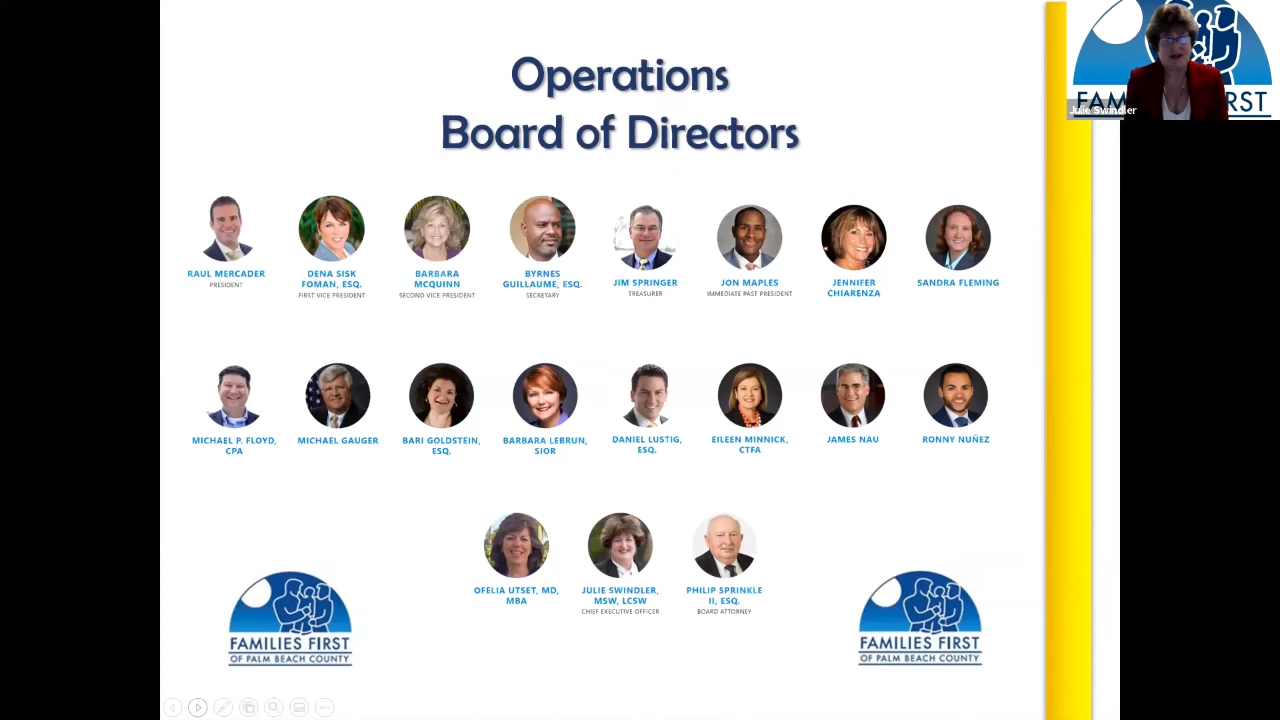 Operations
Board of Directors
FAM
RST
Julie Swindler
RAUL MERCADER
PRESIDENT
DENA SISK
FOMAN, ESQ.
FIRST VICE PRESIDENT
BARBARA
MCQUINN
SECOND VICE PRESIDENT
BYRNES
GUILLAUME, ESQ.
SECRETARY
JIM SPRINGER
TREASURER
JON MAPLES
IMMEDIATE PAST PRESIDENT
JENNIFER
CHIARENZA
SANDRA FLEMING
MICHAEL P. FLOYD,
CPA
MICHAEL GAUGER
BARI GOLDSTEIN,
ESQ.
BARBARA LEBRUN,
SIOR
DANIEL LUSTIG,
ESQ.
EILEEN MINNICK,
CTFA
JAMES NAU
RONNY NUÑEZ
OFELIA UTSET, MD,
MBA
JULIE SWINDLER,
MSW, LCSW
CHIEF EXECUTIVE OFFICER
PHILIP SPRINKLE
II, ESQ.
BOARD ATTORNEY
FAMILIES FIRST
OF PALM BEACH COUNTY
FAMILIES FIRST
OF PALM BEACH COUNTY